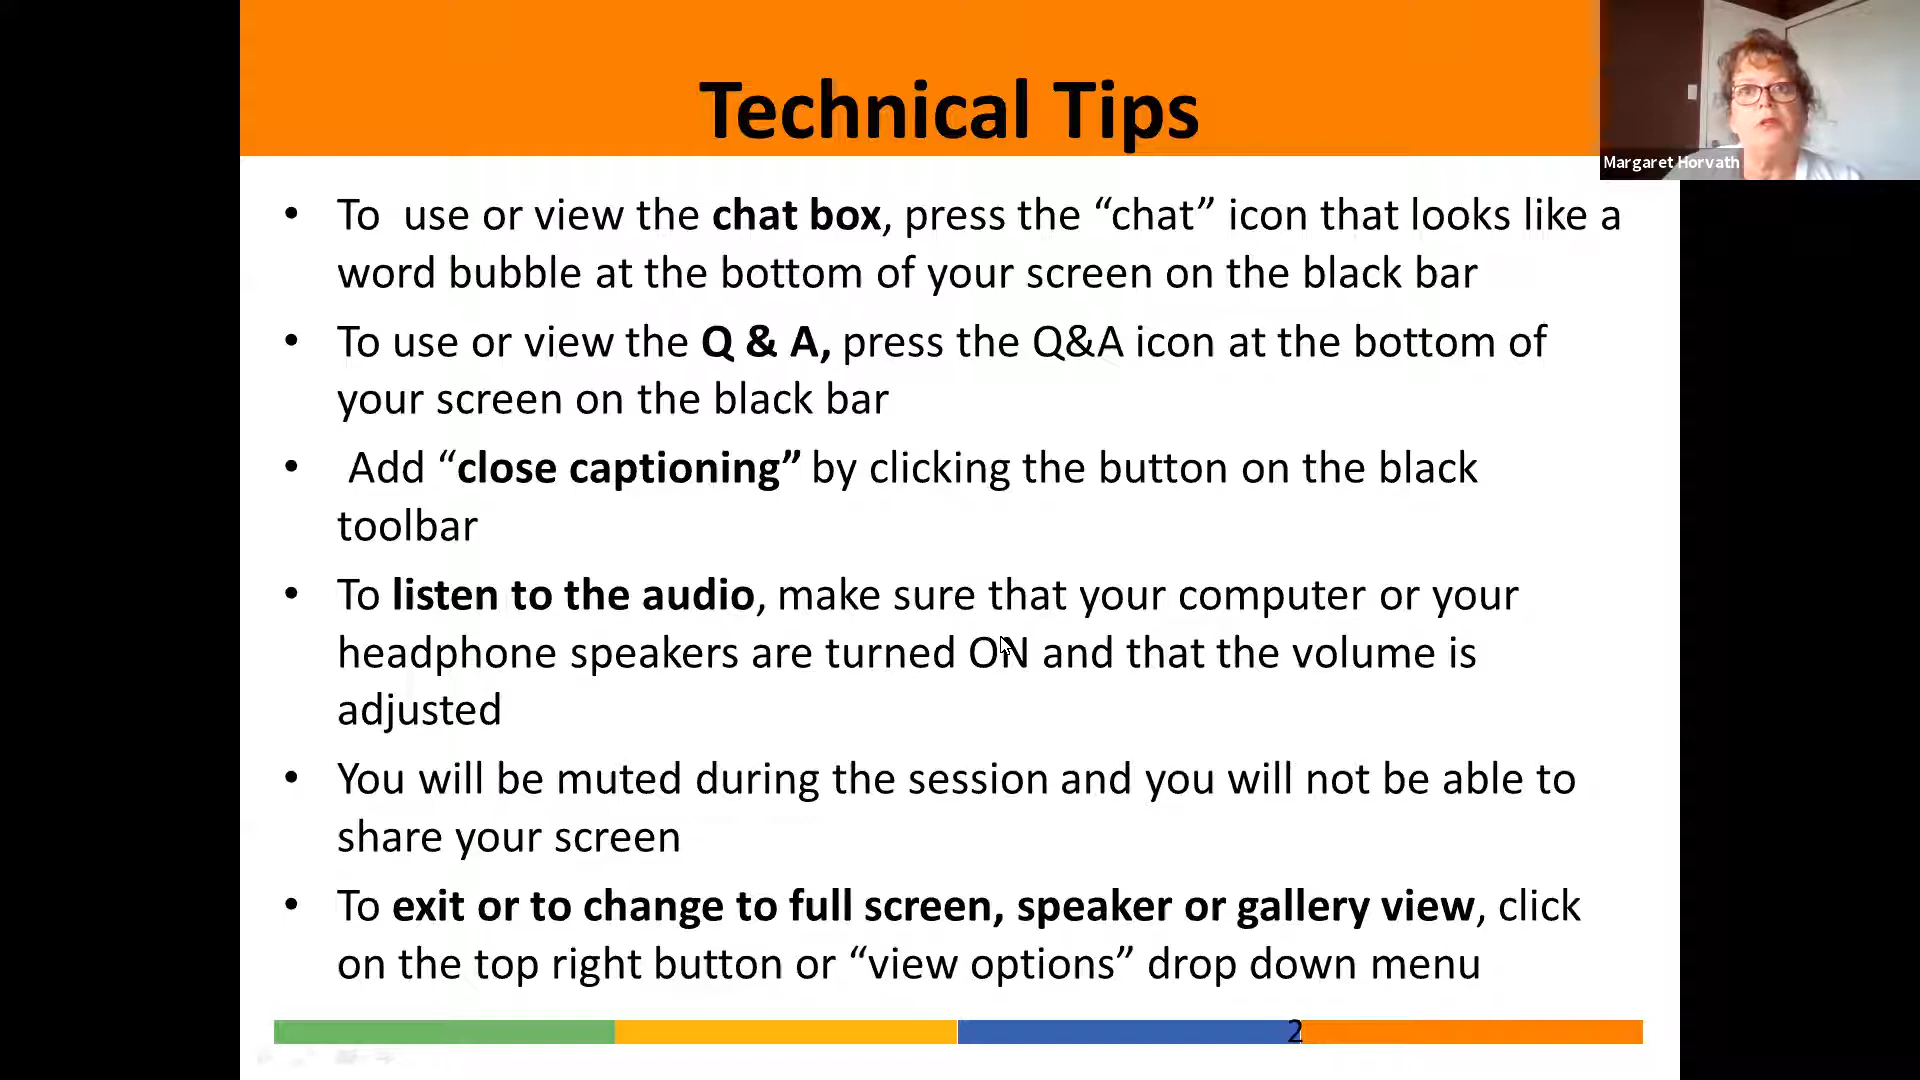 Technical Tips
Margaret Horvath
• To  use or view the chat box, press the “chat” icon that looks like a
word bubble at the bottom of your screen on the black bar
• To use or view the Q & A, press the Q&A icon at the bottom of
your screen on the black bar
• Add “close captioning” by clicking the button on the black
toolbar
• To listen to the audio, make sure that your computer or your
headphone speakers are turned ON and that the volume is
adjusted
• You will be muted during the session and you will not be able to
share your screen
• To exit or to change to full screen, speaker or gallery view, click
on the top right button or “view options” drop down menu
2